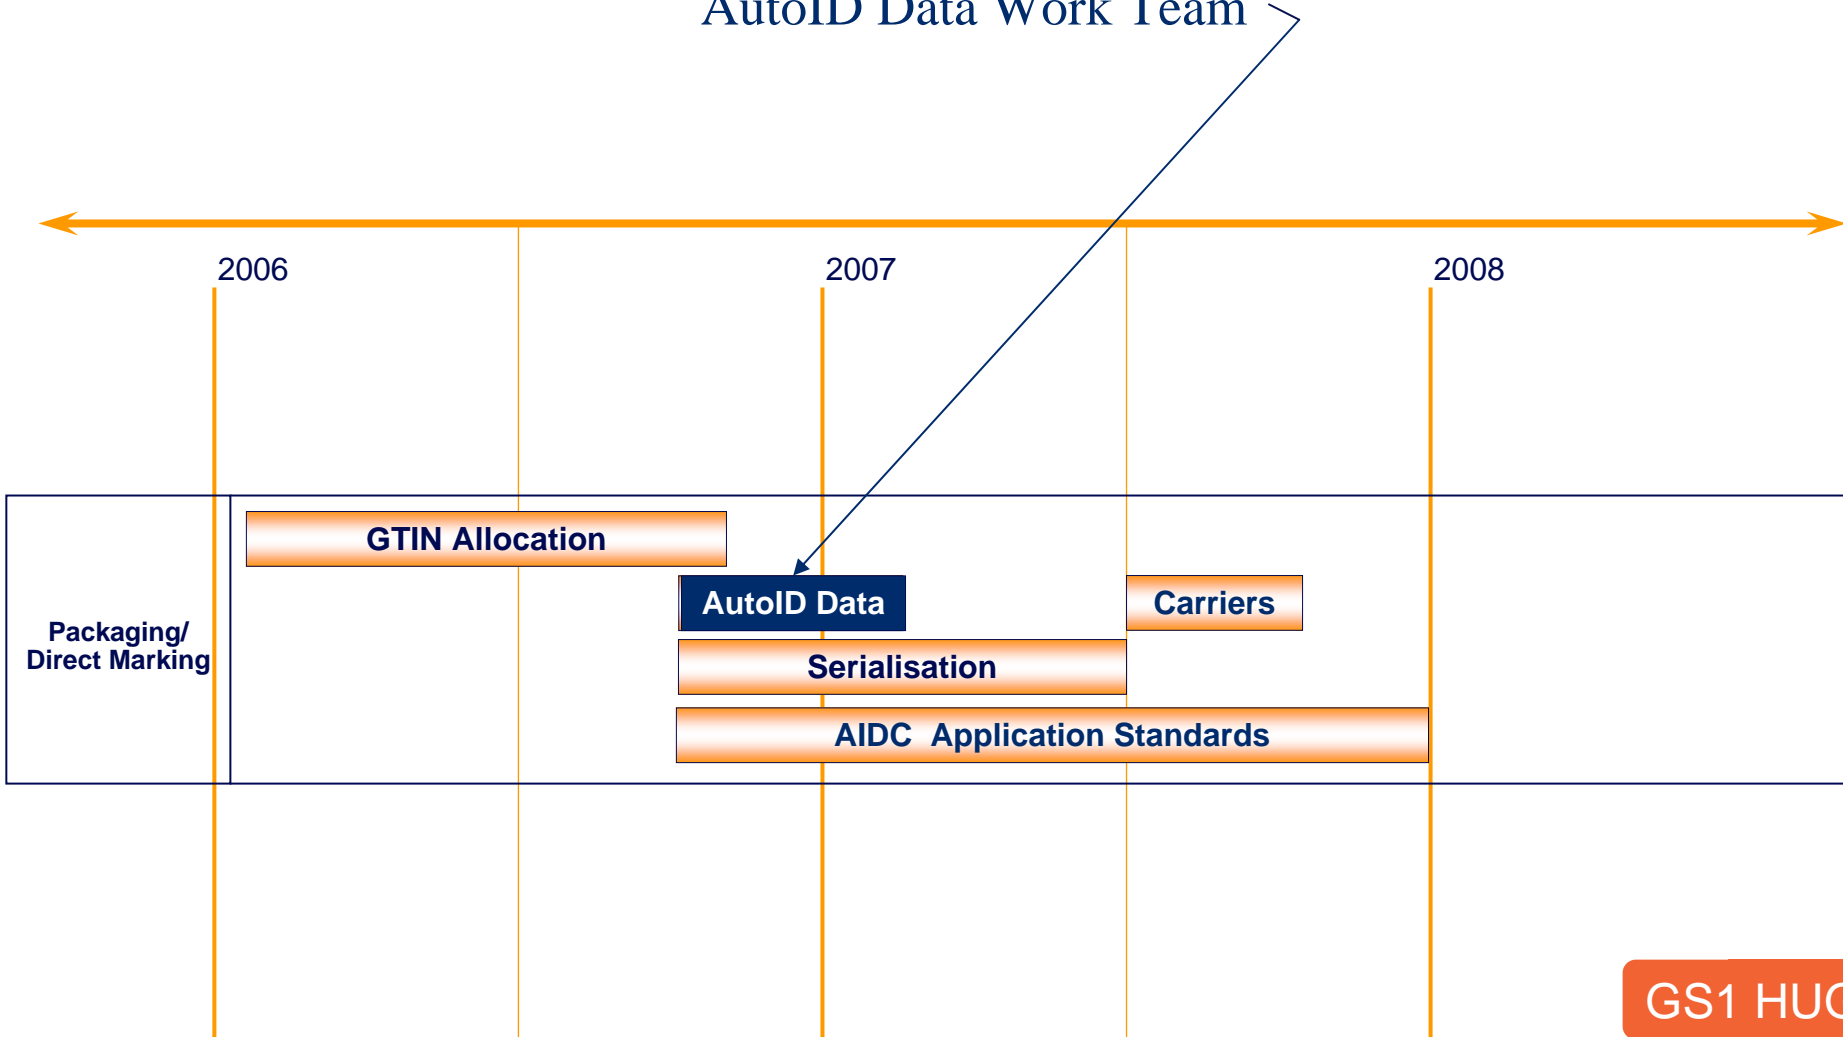 AutoID Data Work Team
2006
2007
2008
GTIN Allocation
AutoID Data
Carriers
Packaging/
Direct Marking
Serialisation
AIDC Application Standards
GS1 HUG